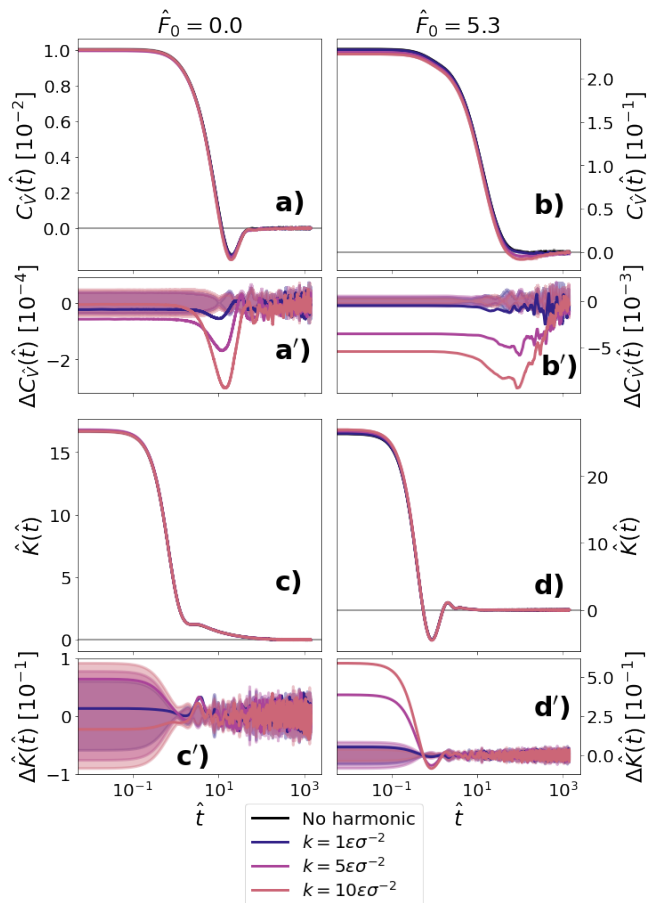 F̂₀ = 0.0
F̂₀ = 5.3
C_V̂(t̂) [10⁻²]
1.0
0.8
0.6
0.4
0.2
0.0
a)
C_V̂(t̂) [10⁻¹]
2.0
1.5
1.0
0.5
0.0
b)
ΔC_V̂(t̂) [10⁻⁴]
0
−2
a′)
ΔC_V̂(t̂) [10⁻³]
0
−5
b′)
K̂(t̂)
15
10
5
0
c)
K̂(t̂)
20
10
0
d)
ΔK̂(t̂) [10⁻¹]
1
0
−1
c′)
ΔK̂(t̂) [10⁻¹]
5.0
2.5
0.0
d′)
10⁻¹ 10¹ 10³
10⁻¹ 10¹ 10³
t̂
t̂
No harmonic
k = 1εσ⁻²
k = 5εσ⁻²
k = 10εσ⁻²